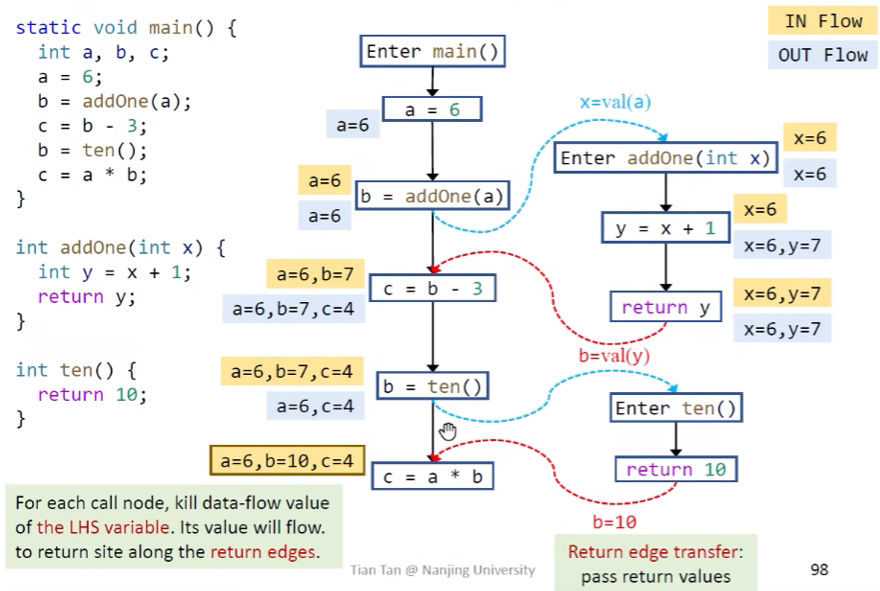 static void main() {
int a, b, c;
a = 6;
b = addOne(a);
c = b - 3;
b = ten();
c = a * b;
}
int addOne(int x) {
int y = x + 1;
return y;
}
int ten() {
return 10;
}
For each call node, kill data-flow value
of the LHS variable. Its value will flow.
to return site along the return edges.
Enter main()
a = 6
a=6
a=6
b = addOne(a)
a=6
a=6,b=7
c = b - 3
a=6,b=7,c=4
a=6,b=7,c=4
b = ten()
a=6,c=4
a=6,b=10,c=4
c = a * b
IN Flow
OUT Flow
x=val(a)
Enter addOne(int x)
x=6
x=6
y = x + 1
x=6
x=6,y=7
return y
x=6,y=7
x=6,y=7
b=val(y)
Enter ten()
return 10
b=10
Return edge transfer:
pass return values
Tian Tan @ Nanjing University
98